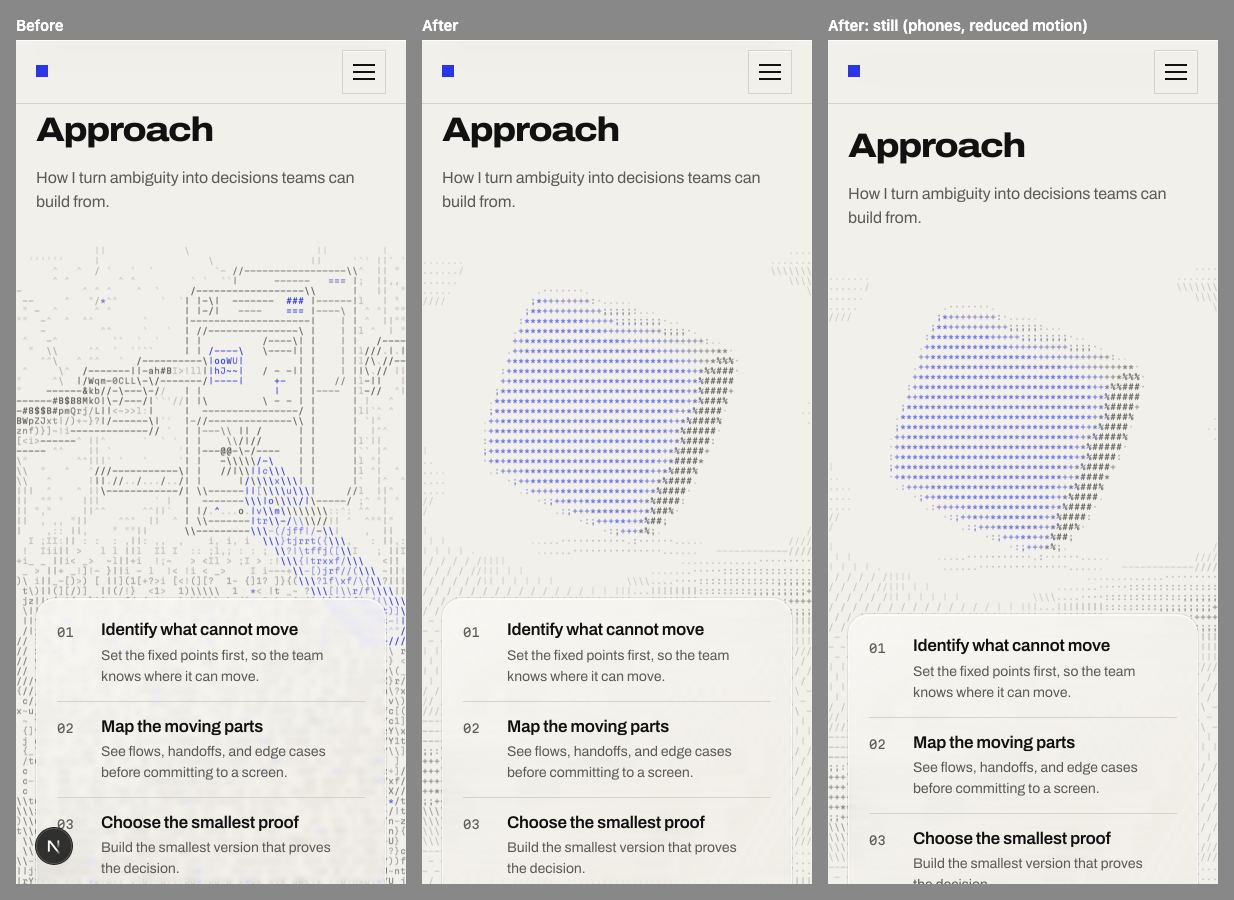 Before
After
After: still (phones, reduced motion)
Approach
How I turn ambiguity into decisions teams can
build from.
01
Identify what cannot move
Set the fixed points first, so the team
knows where it can move.
02
Map the moving parts
See flows, handoffs, and edge cases
before committing to a screen.
03
Choose the smallest proof
Build the smallest version that proves
the decision.
N
Approach
How I turn ambiguity into decisions teams can
build from.
01
Identify what cannot move
Set the fixed points first, so the team
knows where it can move.
02
Map the moving parts
See flows, handoffs, and edge cases
before committing to a screen.
03
Choose the smallest proof
Build the smallest version that proves
the decision.
Approach
How I turn ambiguity into decisions teams can
build from.
01
Identify what cannot move
Set the fixed points first, so the team
knows where it can move.
02
Map the moving parts
See flows, handoffs, and edge cases
before committing to a screen.
03
Choose the smallest proof
Build the smallest version that proves
the decision.